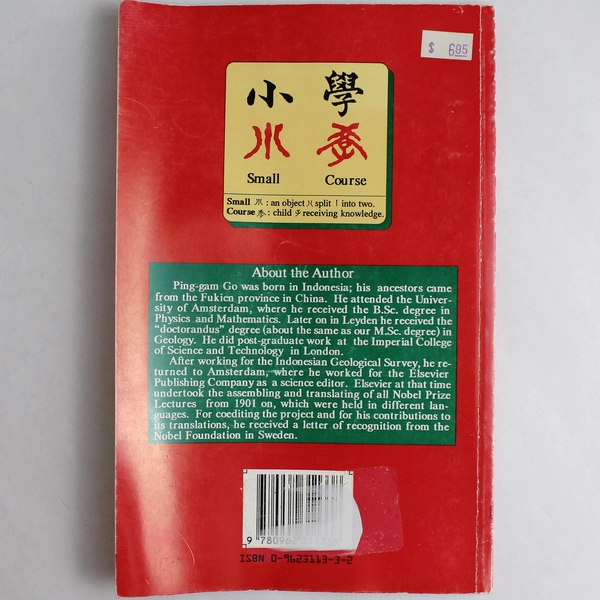 $ 6.95
小 學
Small Course
Small : an object split into two.
Course : child receiving knowledge.
About the Author
Ping-gam Go was born in Indonesia; his ancestors came
from the Fukien province in China. He attended the Univer-
sity of Amsterdam, where he received the B.Sc. degree in
Physics and Mathematics. Later on in Leyden he received the
"doctorandus" degree (about the same as our M.Sc. degree) in
Geology. He did post-graduate work at the Imperial College
of Science and Technology in London.
After working for the Indonesian Geological Survey, he re-
turned to Amsterdam, where he worked for the Elsevier
Publishing Company as a science editor. Elsevier at that time
undertook the assembling and translating of all Nobel Prize
Lectures from 1901 on, which were held in different lan-
guages. For coediting the project and for his contributions to
its translations, he received a letter of recognition from the
Nobel Foundation in Sweden.
9 780962
ISBN 0-9623113-3-2